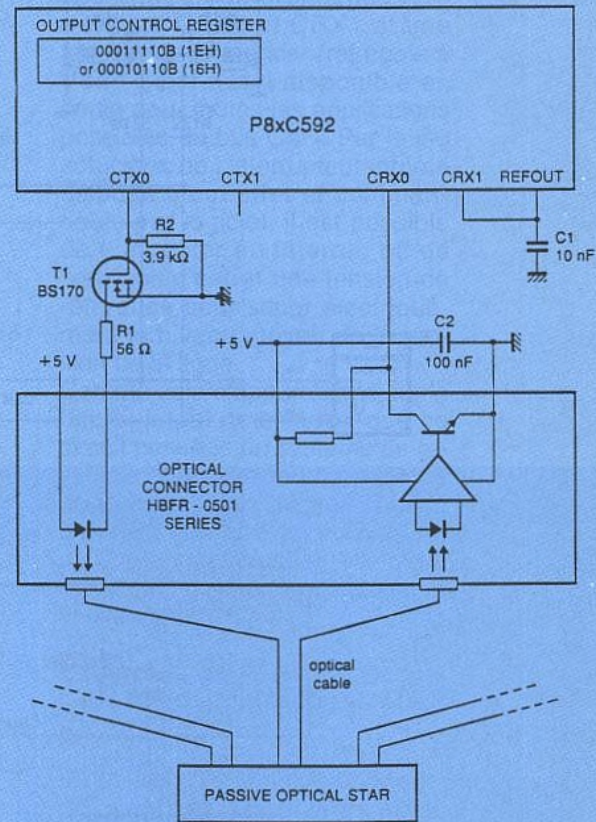 OUTPUT CONTROL REGISTER
00011110B (1EH)
or 00010110B (16H)
P8xC592
CTX0
CTX1
CRX0
CRX1
REFOUT
R2
3.9 kΩ
C1
10 nF
T1
BS170
R1
56 Ω
+5 V
C2
100 nF
+5 V
OPTICAL
CONNECTOR
HBFR - 0501
SERIES
optical
cable
PASSIVE OPTICAL STAR